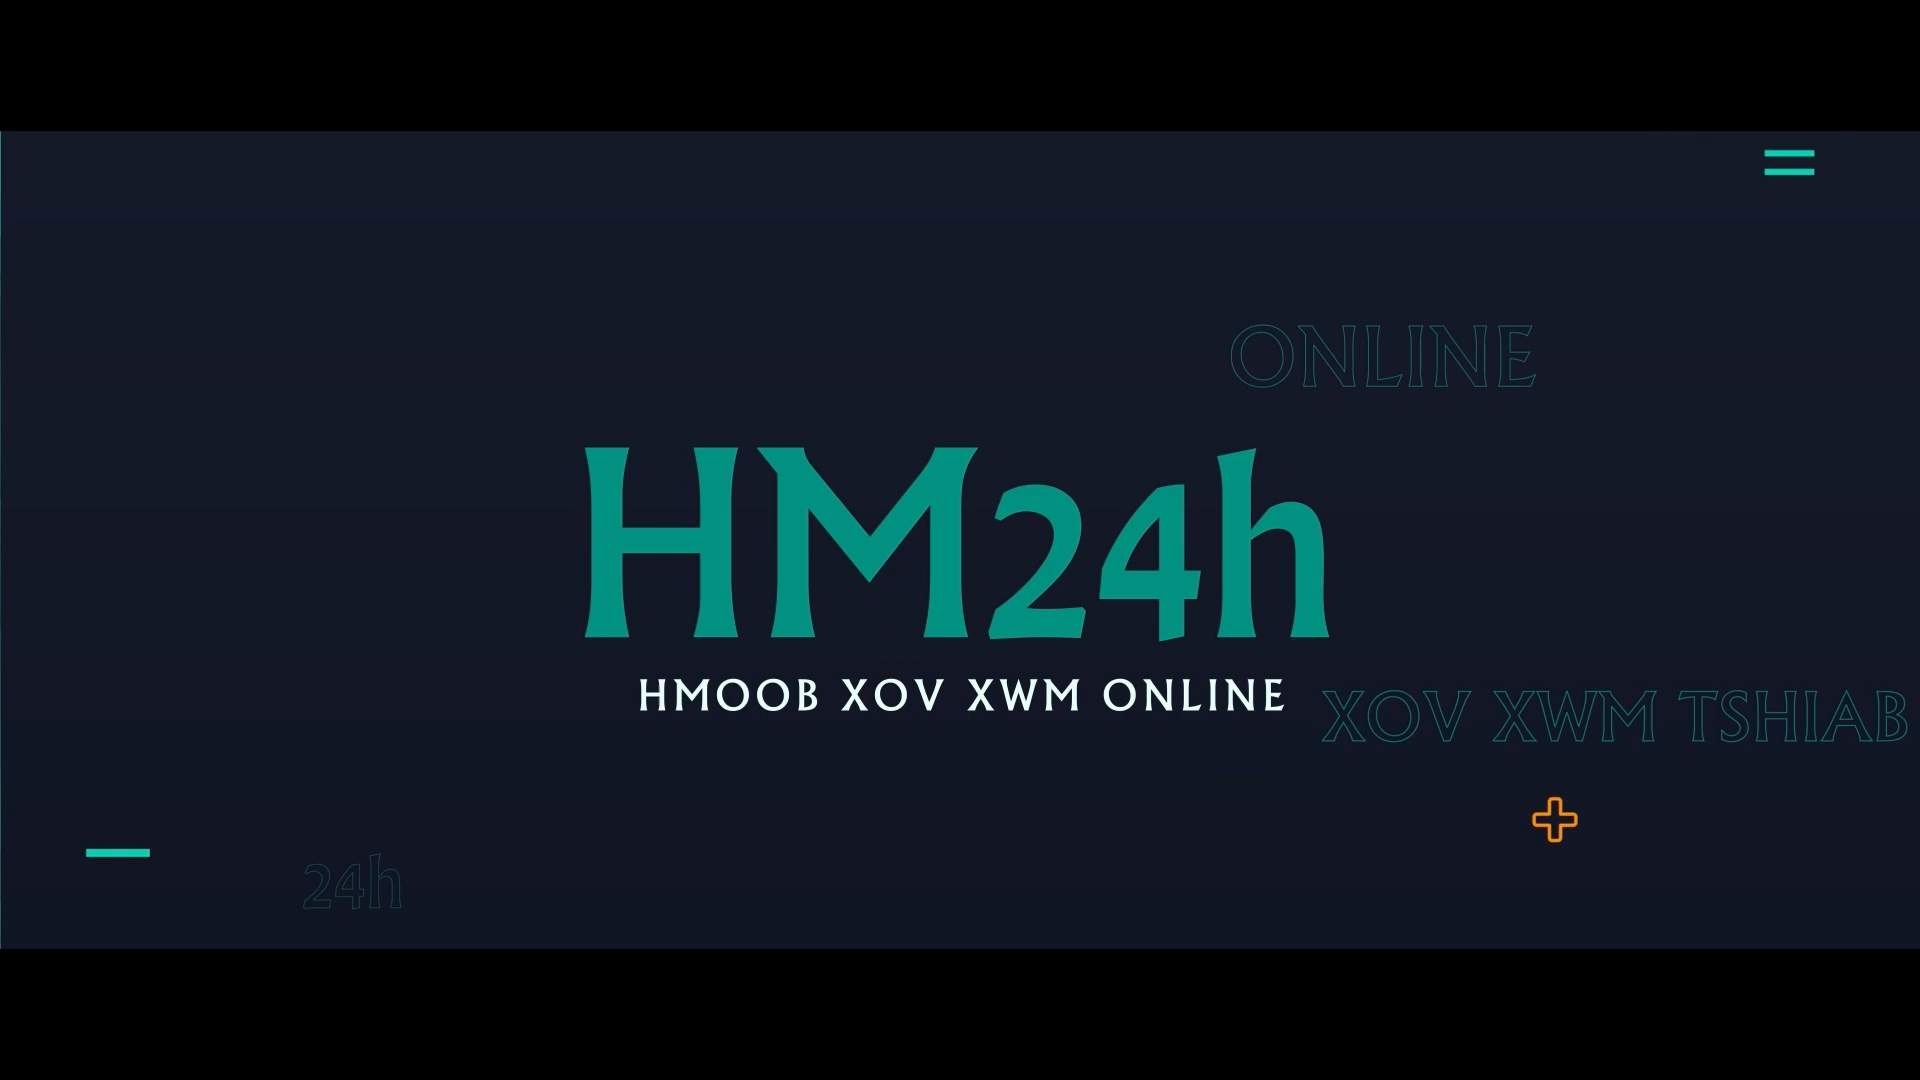 ONLINE
HM24h
HMOOB XOV XWM ONLINE
XOV XWM TSHIAB
24h